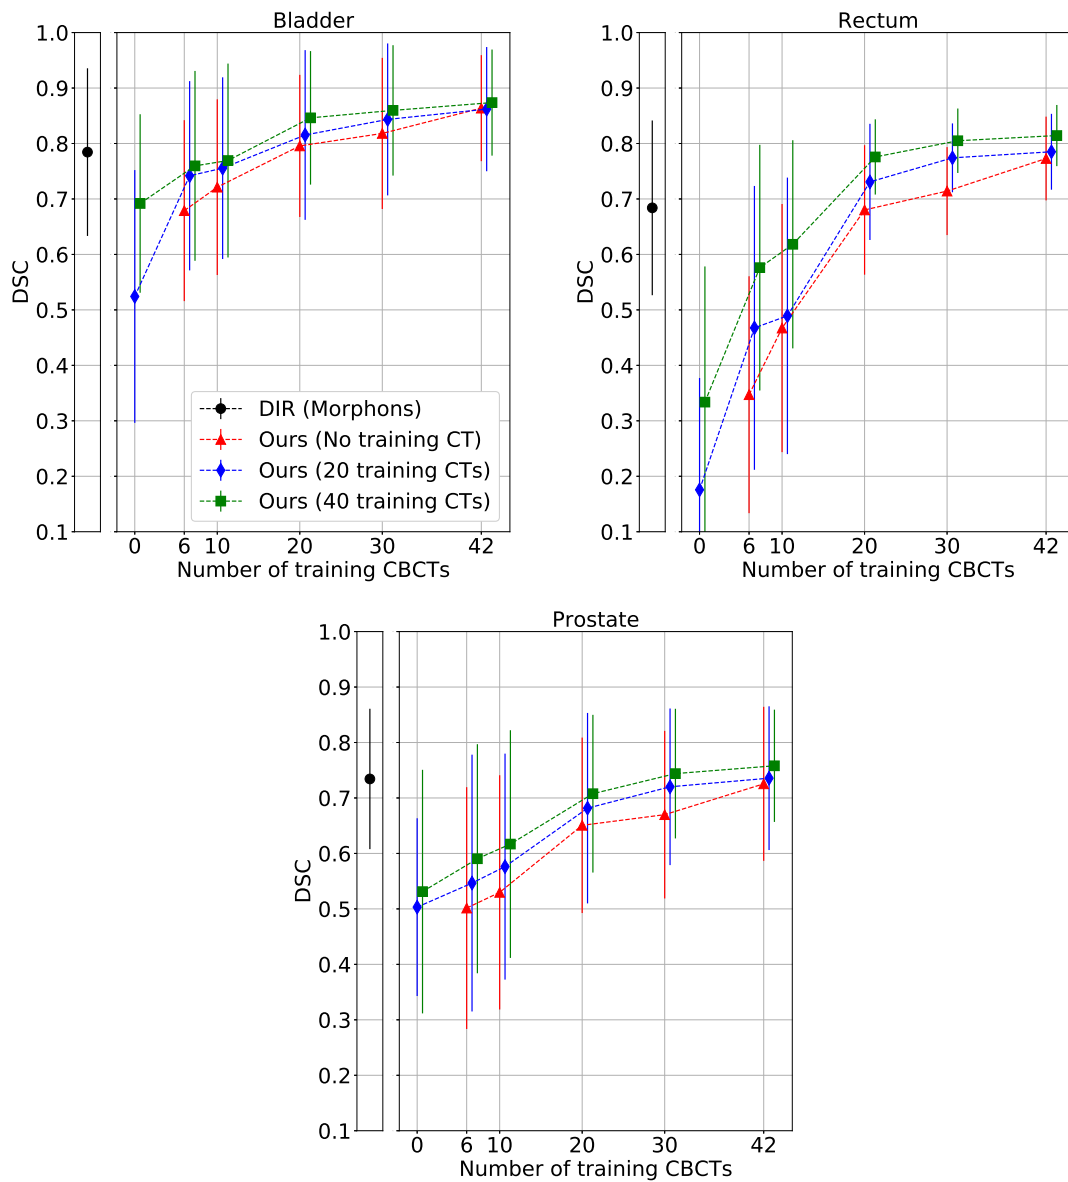 Bladder
1.0
0.9
0.8
0.7
0.6
0.5
0.4
0.3
0.2
0.1
DSC
DIR (Morphons)
Ours (No training CT)
Ours (20 training CTs)
Ours (40 training CTs)
0 6 10 20 30 42
Number of training CBCTs
Rectum
1.0
0.9
0.8
0.7
0.6
0.5
0.4
0.3
0.2
0.1
DSC
0 6 10 20 30 42
Number of training CBCTs
Prostate
1.0
0.9
0.8
0.7
0.6
0.5
0.4
0.3
0.2
0.1
DSC
0 6 10 20 30 42
Number of training CBCTs